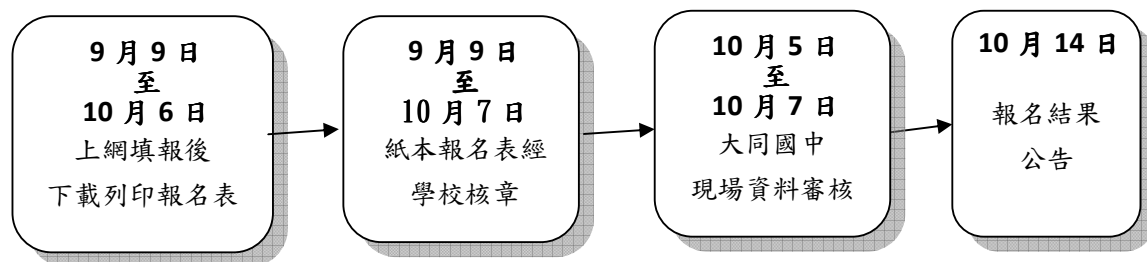 9 月 9 日
至
10 月 6 日
上網填報後
下載列印報名表
9 月 9 日
至
10 月 7 日
紙本報名表經
學校核章
10 月 5 日
至
10 月 7 日
大同國中
現場資料審核
10 月 14 日
報名結果
公告